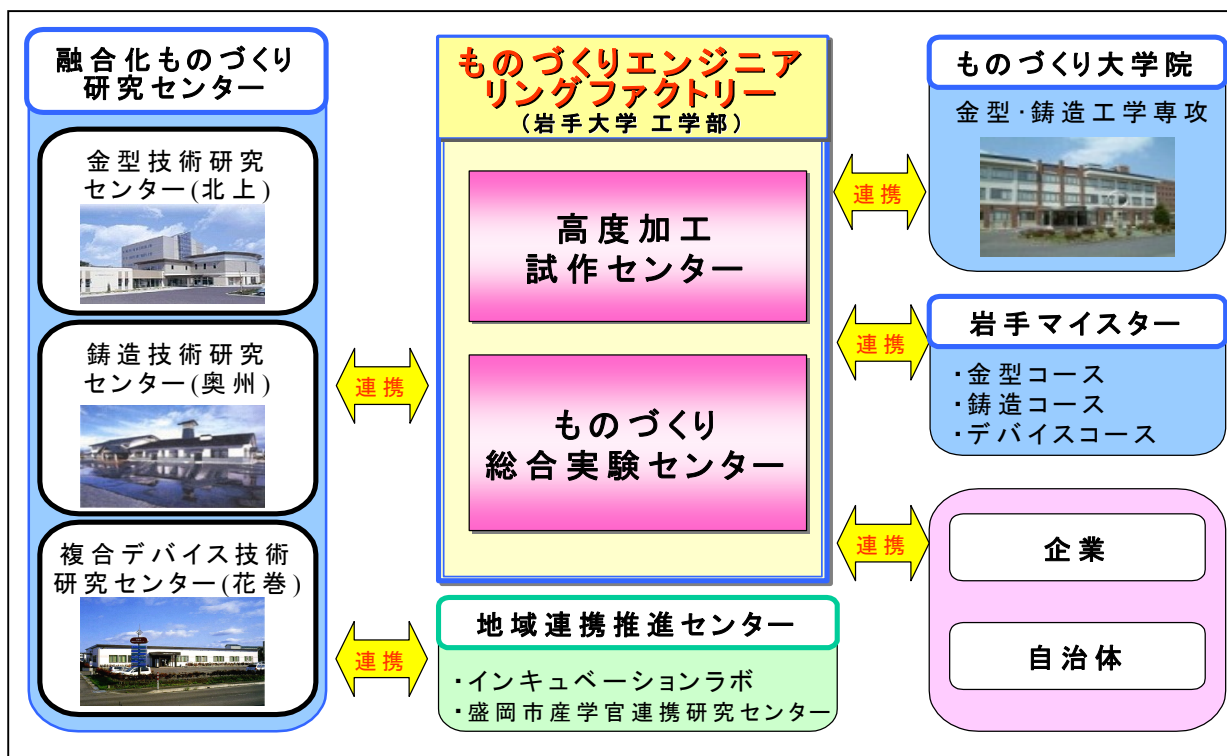 融合化ものづくり
研究センター
金型技術研究
センター(北上)
鋳造技術研究
センター(奥州)
複合デバイス技術
研究センター(花巻)
連携
連携
ものづくりエンジニア
リングファクトリー
(岩手大学 工学部)
高度加工
試作センター
ものづくり
総合実験センター
地域連携推進センター
・インキュベーションラボ
・盛岡市産学官連携研究センター
連携
連携
連携
ものづくり大学院
金型・鋳造工学専攻
岩手マイスター
・金型コース
・鋳造コース
・デバイスコース
企業
自治体